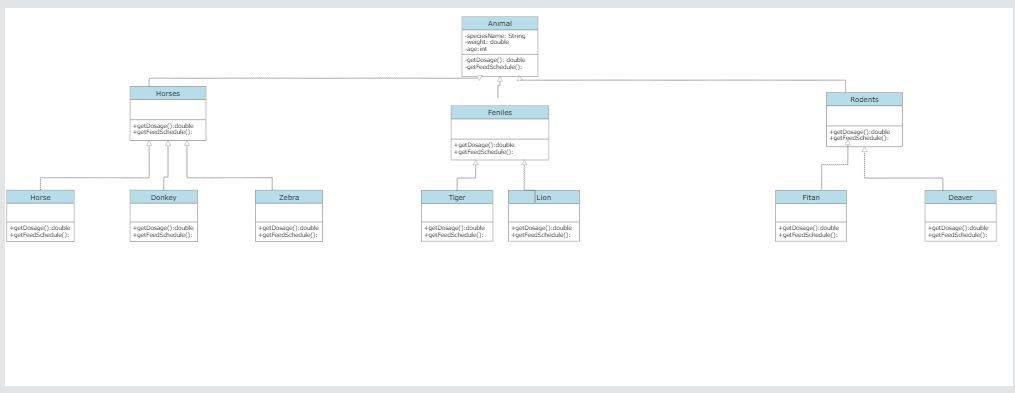 Animal
-speciesName: String
-weight: double
-age:int
-getDosage(): double
-getFeedSchedule():
Horses
+getDosage():double
+getFeedSchedule():
Feniles
+getDosage():double
+getFeedSchedule():
Rodents
+getDosage():double
+getFeedSchedule():
Horse
+getDosage():double
+getFeedSchedule():
Donkey
+getDosage():double
+getFeedSchedule():
Zebra
+getDosage():double
+getFeedSchedule():
Tiger
+getDosage():double
+getFeedSchedule():
Lion
+getDosage():double
+getFeedSchedule():
Fitan
+getDosage():double
+getFeedSchedule():
Deaver
+getDosage():double
+getFeedSchedule():